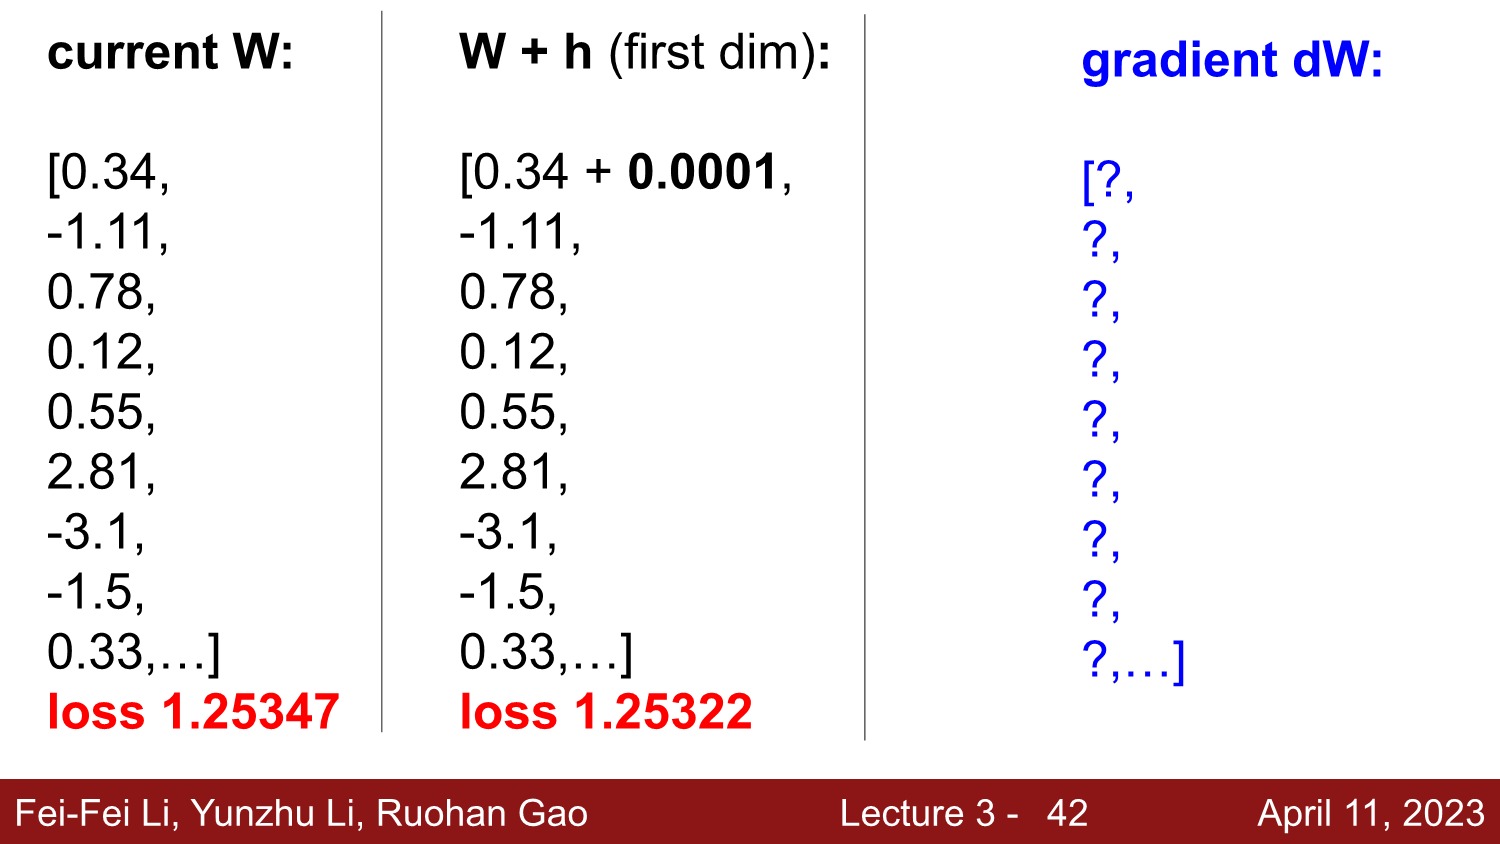 current W:
[0.34,
-1.11,
0.78,
0.12,
0.55,
2.81,
-3.1,
-1.5,
0.33,…]
loss 1.25347
W + h (first dim):
[0.34 + 0.0001,
-1.11,
0.78,
0.12,
0.55,
2.81,
-3.1,
-1.5,
0.33,…]
loss 1.25322
gradient dW:
[?,
?,
?,
?,
?,
?,
?,
?,
?,…]
Fei-Fei Li, Yunzhu Li, Ruohan Gao
Lecture 3 - 42
April 11, 2023